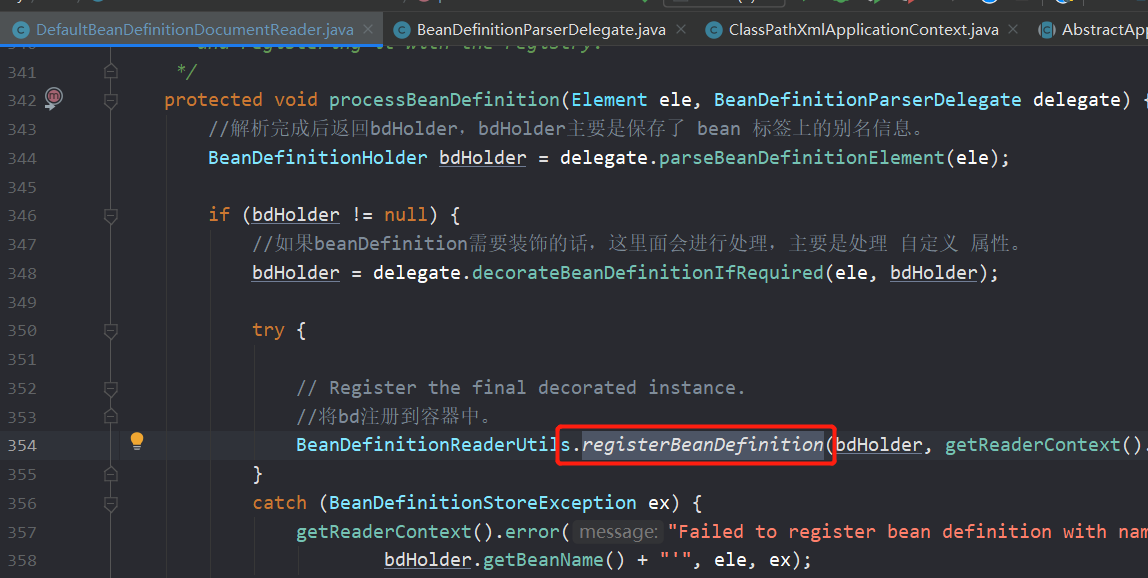 DefaultBeanDefinitionDocumentReader.java BeanDefinitionParserDelegate.java ClassPathXmlApplicationContext.java AbstractApp
and registering it with the registry.
341 */
342 protected void processBeanDefinition(Element ele, BeanDefinitionParserDelegate delegate) {
343 //解析完成后返回bdHolder，bdHolder主要是保存了 bean 标签上的别名信息。
344 BeanDefinitionHolder bdHolder = delegate.parseBeanDefinitionElement(ele);
345
346 if (bdHolder != null) {
347 //如果beanDefinition需要装饰的话，这里面会进行处理，主要是处理 自定义 属性。
348 bdHolder = delegate.decorateBeanDefinitionIfRequired(ele, bdHolder);
349
350 try {
351
352 // Register the final decorated instance.
353 //将bd注册到容器中。
354 BeanDefinitionReaderUtils.registerBeanDefinition(bdHolder, getReaderContext().
355 }
356 catch (BeanDefinitionStoreException ex) {
357 getReaderContext().error( message: "Failed to register bean definition with nam
358 bdHolder.getBeanName() + "'", ele, ex);